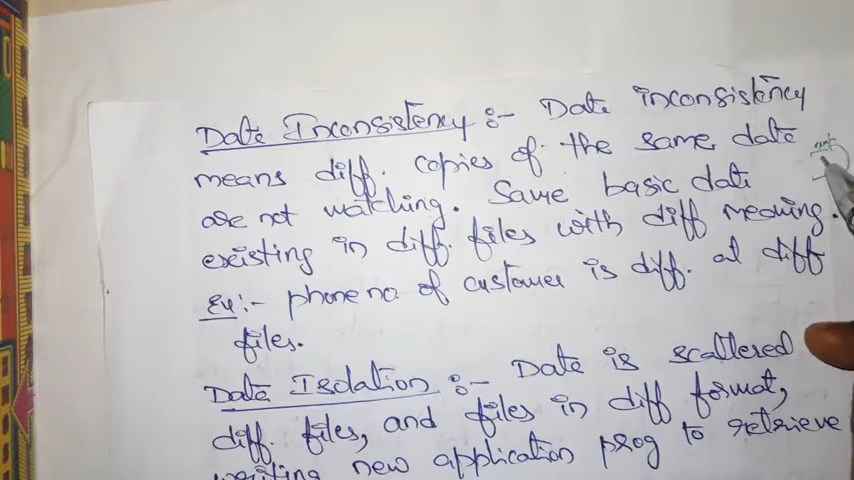 Data Inconsistency :- Data inconsistency
means diff. copies of the same data
are not matching. Same basic data
existing in diff. files with diff meaning.
Ex:- phone no of customer is diff. at diff
files.
Data Isolation :- Data is scattered
diff. files, and files in diff format,
writing new application prog to retrieve